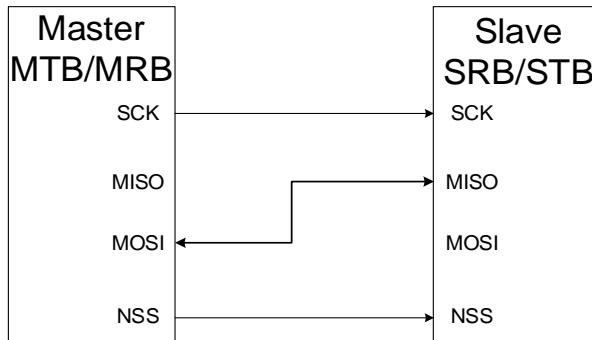 Master
MTB/MRB
SCK
MISO
MOSI
NSS
Slave
SRB/STB
SCK
MISO
MOSI
NSS